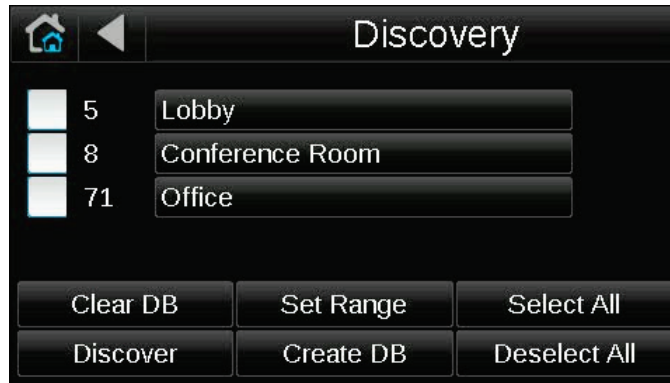 Discovery
5 Lobby
8 Conference Room
71 Office
Clear DB Set Range Select All
Discover Create DB Deselect All